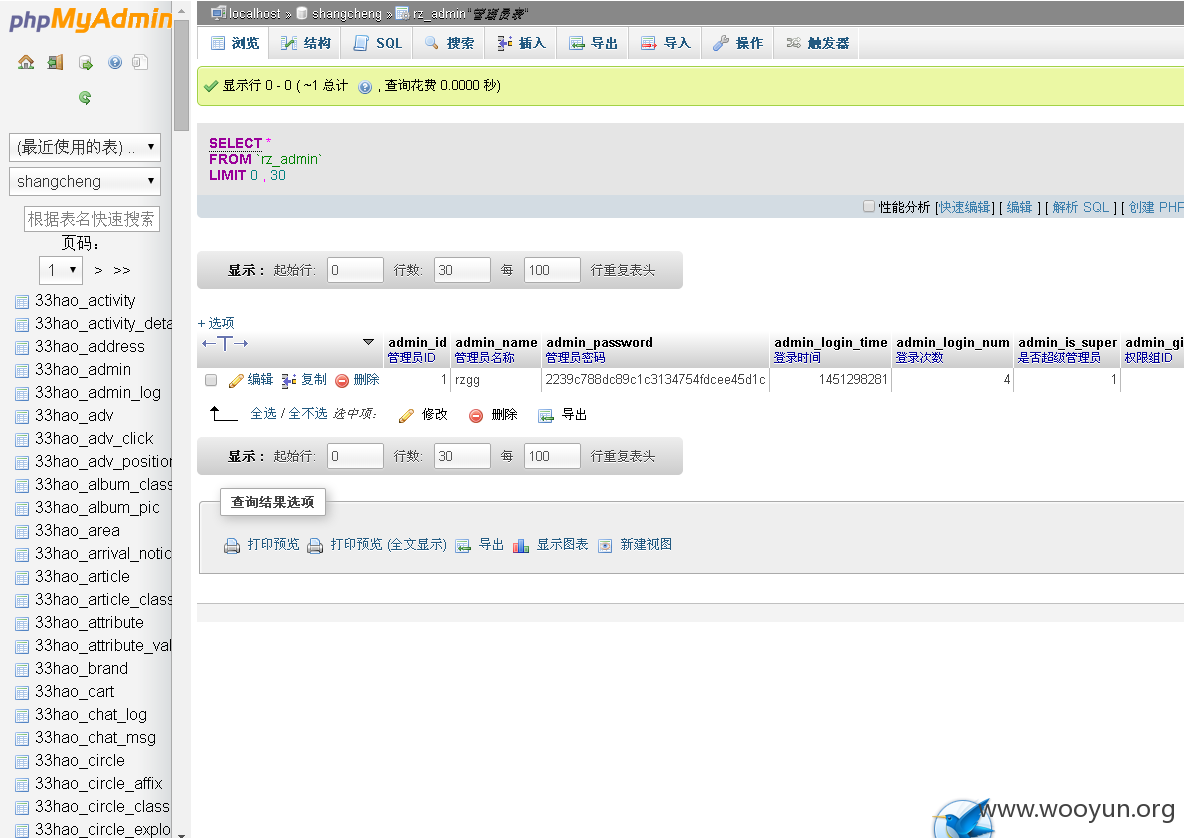 phpMyAdmin
(最近使用的表) ..
shangcheng
根据表名快速搜索
页码：
1 > >>
33hao_activity
33hao_activity_deta
33hao_address
33hao_admin
33hao_admin_log
33hao_adv
33hao_adv_click
33hao_adv_position
33hao_album_class
33hao_album_pic
33hao_area
33hao_arrival_notic
33hao_article
33hao_article_class
33hao_attribute
33hao_attribute_val
33hao_brand
33hao_cart
33hao_chat_log
33hao_chat_msg
33hao_circle
33hao_circle_affix
33hao_circle_class
33hao_circle_explo
localhost » shangcheng » rz_admin "管理员表"
浏览 结构 SQL 搜索 插入 导出 导入 操作 触发器
显示行 0 - 0 ( ~1 总计 , 查询花费 0.0000 秒)
SELECT *
FROM `rz_admin`
LIMIT 0 , 30
性能分析 [快速编辑] [ 编辑 ] [ 解析 SQL ] [ 创建 PHP
显示： 起始行: 0 行数: 30 每 100 行重复表头
+ 选项
←T→ admin_id admin_name admin_password admin_login_time admin_login_num admin_is_super admin_gi
管理员ID 管理员名称 管理员密码 登录时间 登录次数 是否超级管理员 权限组ID
编辑 复制 删除 1 rzgg 2239c788dc89c1c3134754fdcee45d1c 1451298281 4 1
全选 / 全不选 选中项: 修改 删除 导出
显示： 起始行: 0 行数: 30 每 100 行重复表头
查询结果选项
打印预览 打印预览 (全文显示) 导出 显示图表 新建视图
www.wooyun.org